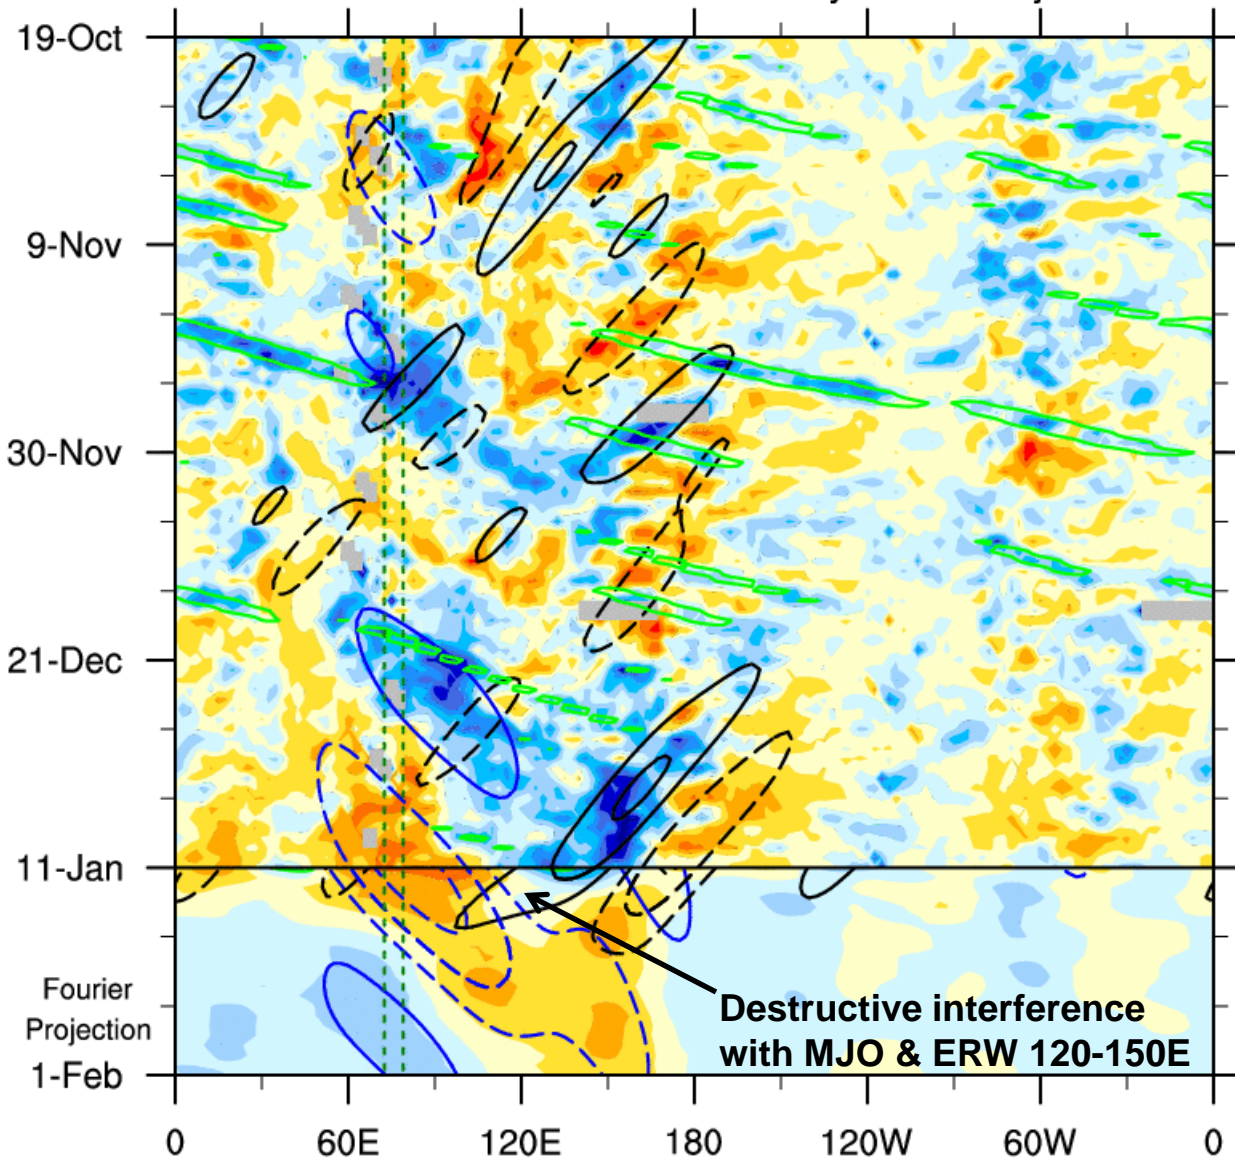 19-Oct
9-Nov
30-Nov
21-Dec
11-Jan
Fourier
Projection
1-Feb
Destructive interference
with MJO & ERW 120-150E
0
60E
120E
180
120W
60W
0